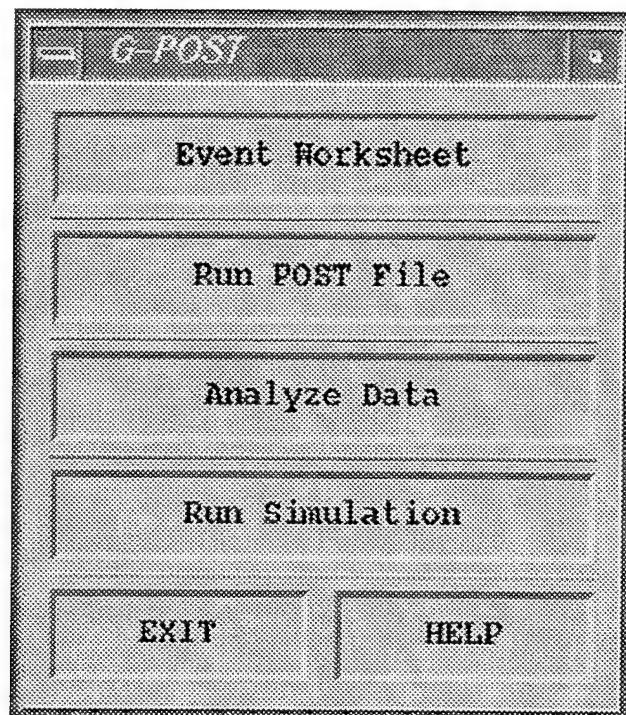 G-POST
Event Worksheet
Run POST File
Analyze Data
Run Simulation
EXIT
HELP